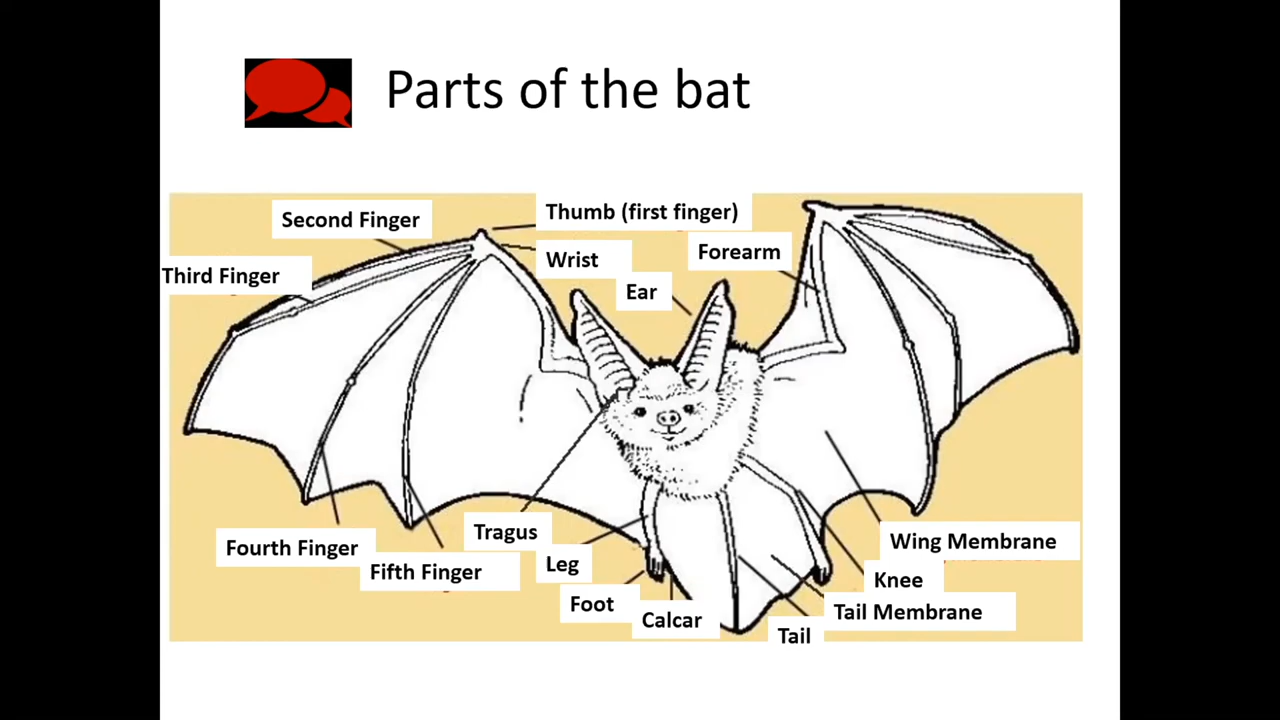 Parts of the bat
Second Finger
Thumb (first finger)
Third Finger
Wrist
Forearm
Ear
Fourth Finger
Fifth Finger
Tragus
Leg
Foot
Calcar
Wing Membrane
Knee
Tail Membrane
Tail